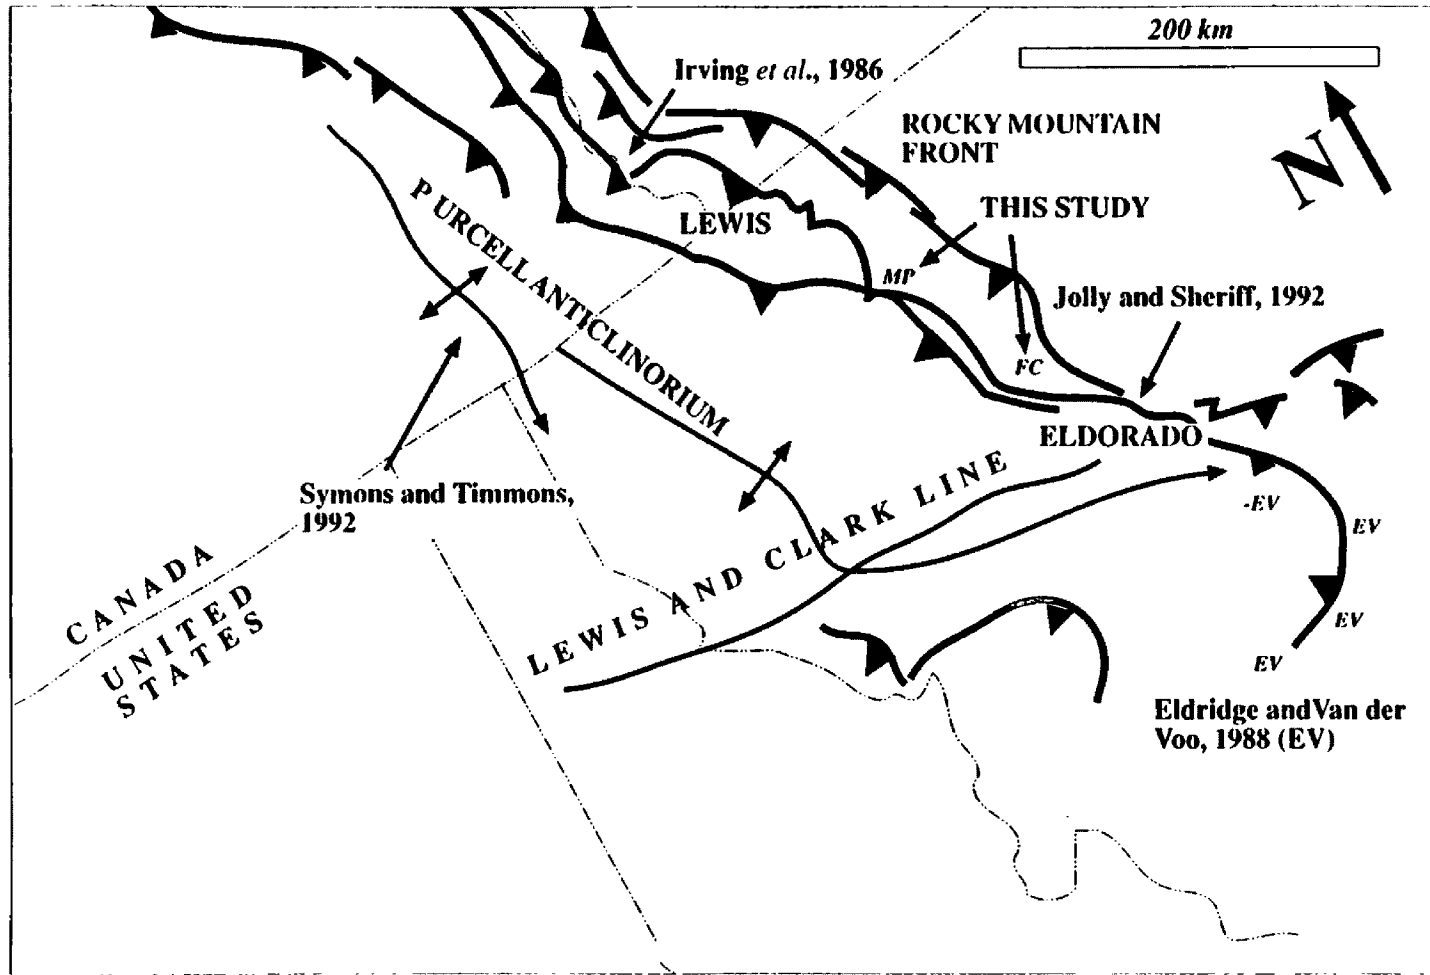 200 km
Irving et al., 1986
ROCKY MOUNTAIN
FRONT
N
THIS STUDY
PURCELL ANTICLINORIUM
LEWIS
MP
Jolly and Sheriff, 1992
FC
ELDORADO
Symons and Timmons,
1992
LEWIS AND CLARK LINE
-EV
EV
EV
EV
CANADA
UNITED
STATES
Eldridge and Van der
Voo, 1988 (EV)